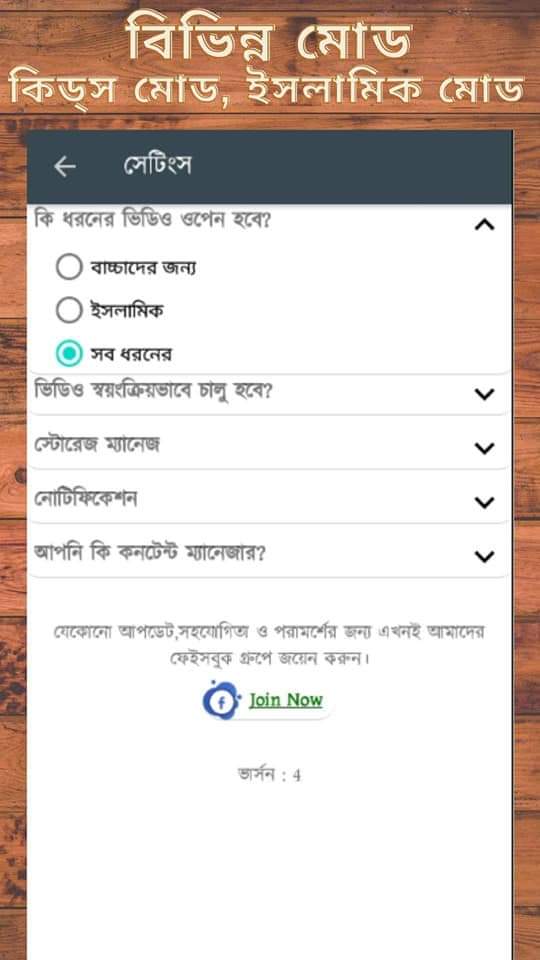 বিভিন্ন মোড
কিড্স মোড, ইসলামিক মোড
সেটিংস
কি ধরনের ভিডিও ওপেন হবে?
বাচ্চাদের জন্য
ইসলামিক
সব ধরনের
ভিডিও স্বয়ংক্রিয়ভাবে চালু হবে?
স্টোরেজ ম্যানেজ
নোটিফিকেশন
আপনি কি কনটেন্ট ম্যানেজার?
যেকোনো আপডেট,সহযোগিতা ও পরামর্শের জন্য এখনই আমাদের
ফেইসবুক গ্রুপে জয়েন করুন।
Join Now
ভার্সন : 4